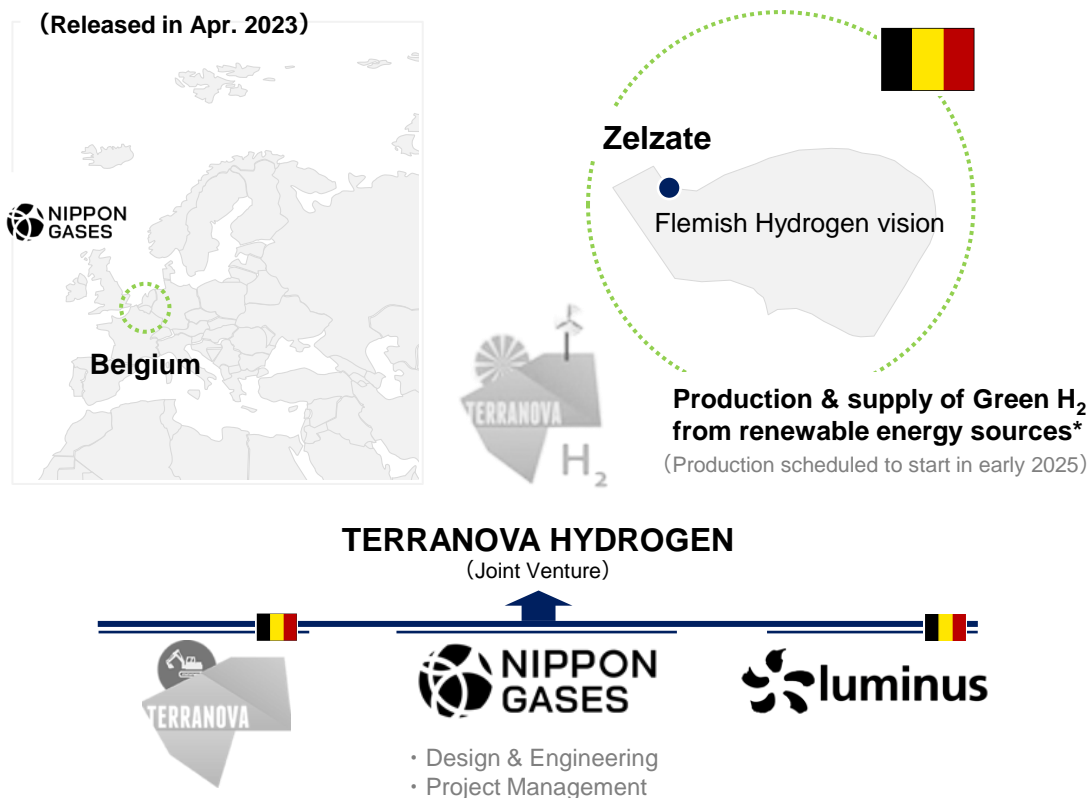 （Released in Apr. 2023）
NIPPON
GASES
Belgium
Zelzate
Flemish Hydrogen vision
TERRANOVA
H₂
Production & supply of Green H₂
from renewable energy sources*
（Production scheduled to start in early 2025）
TERRANOVA HYDROGEN
（Joint Venture）
TERRANOVA
NIPPON
GASES
luminus
・Design & Engineering
・Project Management